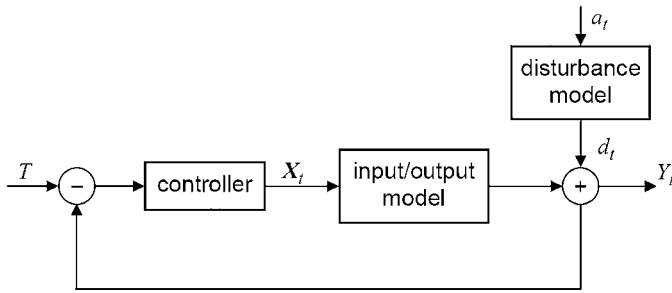 a_t
disturbance
model
d_t
T
−
controller
X_t
input/output
model
+
Y_t